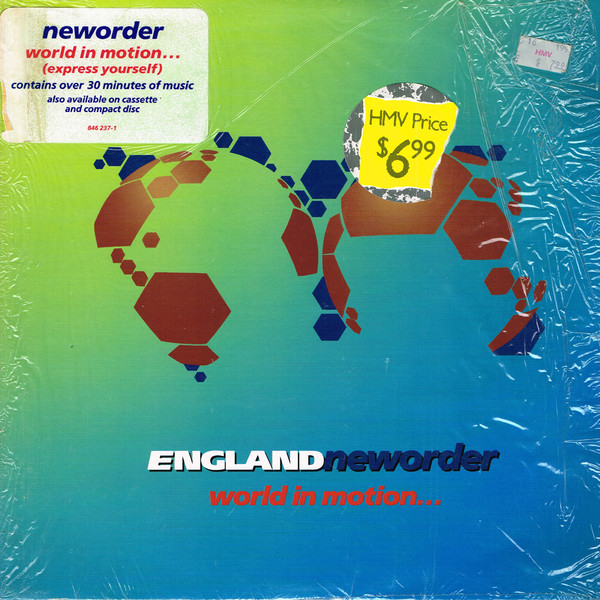 neworder
world in motion...
(express yourself)
contains over 30 minutes of music
also available on cassette
and compact disc
846 237-1
HMV
HMV Price
$6.99
ENGLANDneworder
world in motion...